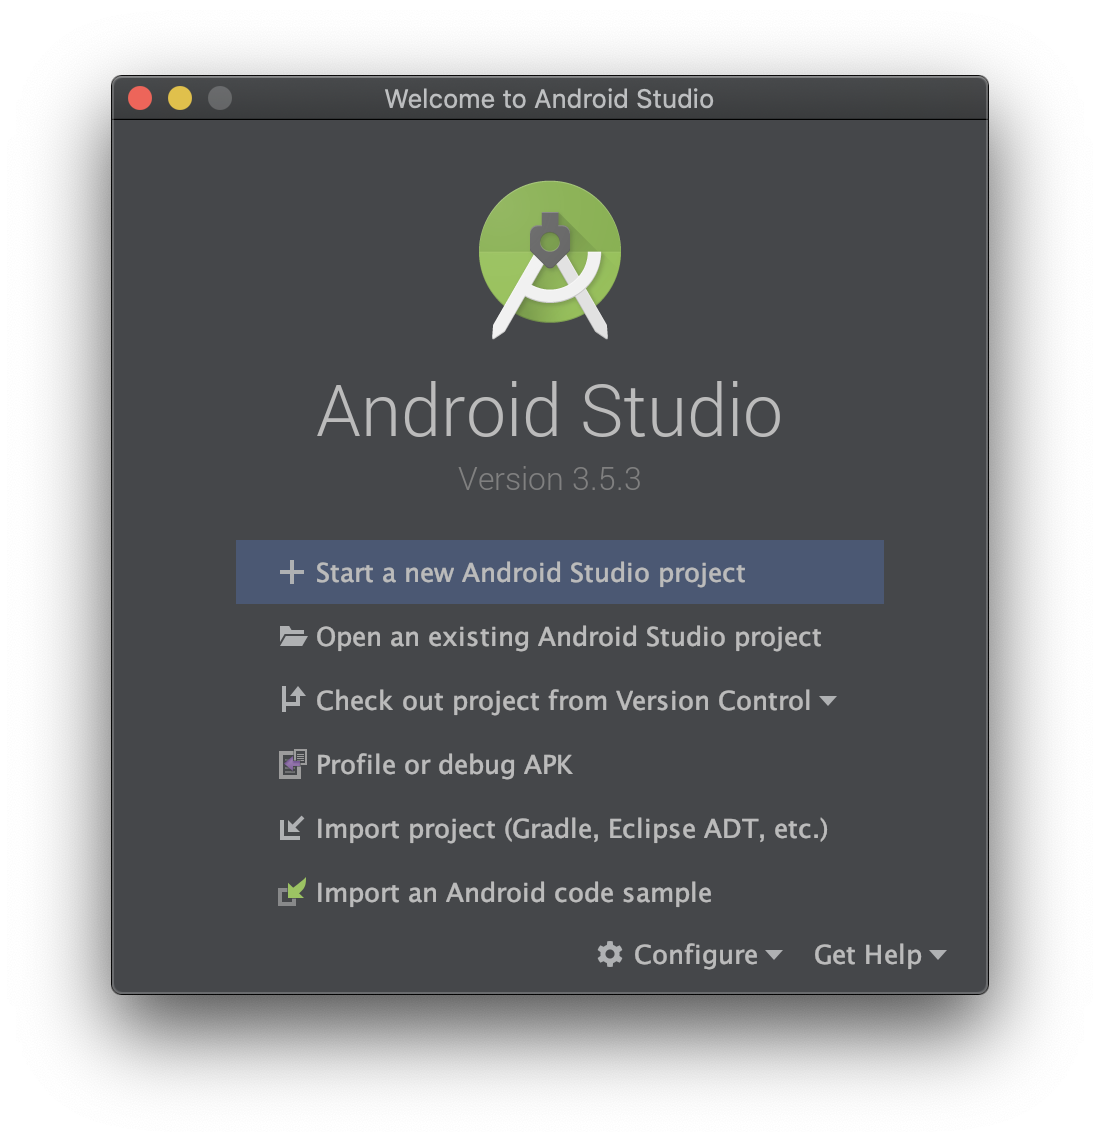 Welcome to Android Studio
Android Studio
Version 3.5.3
Start a new Android Studio project
Open an existing Android Studio project
Check out project from Version Control
Profile or debug APK
Import project (Gradle, Eclipse ADT, etc.)
Import an Android code sample
Configure Get Help